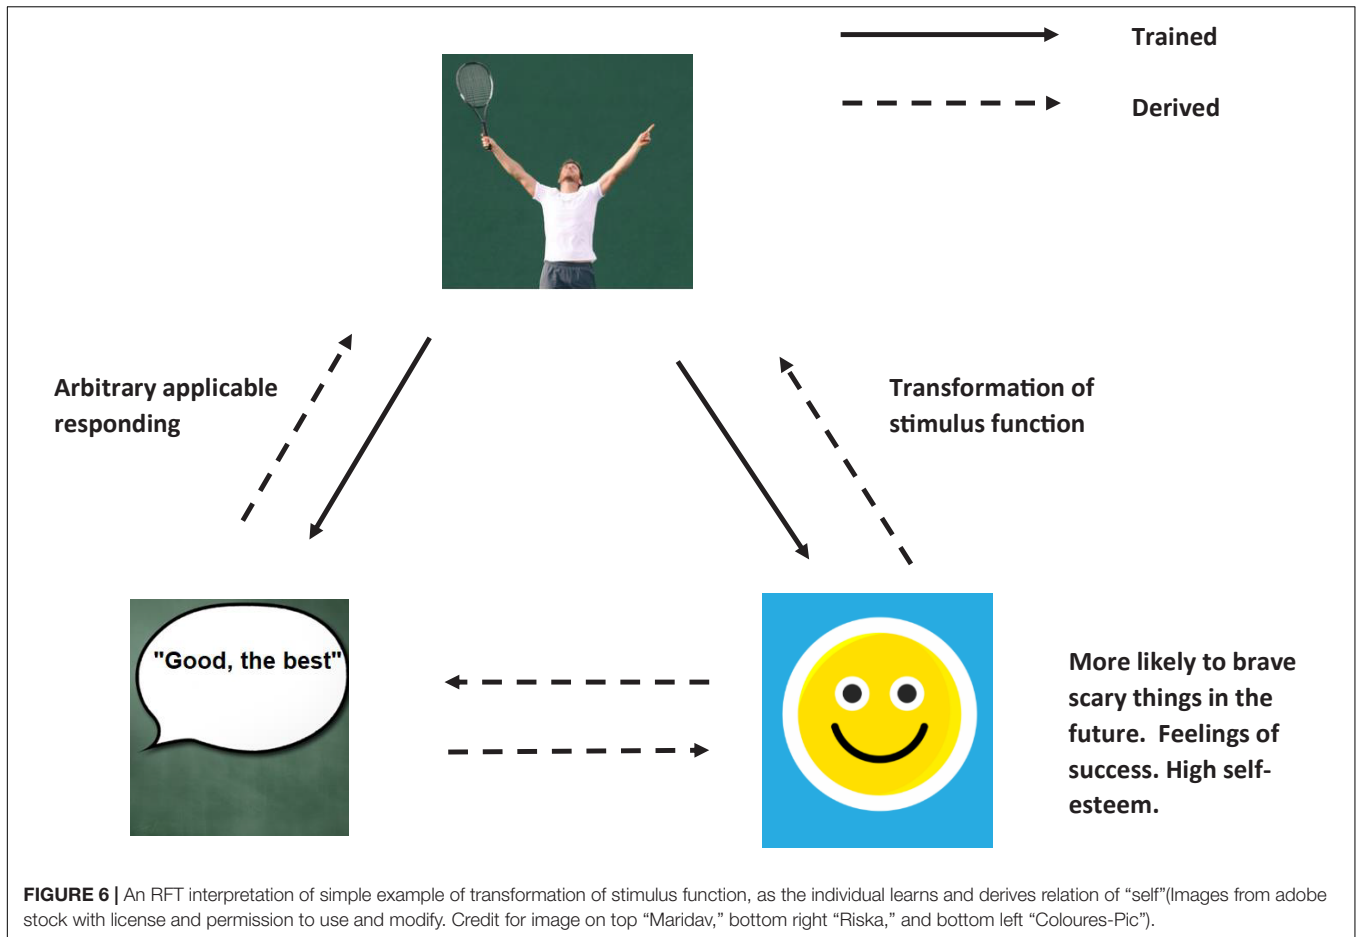 Trained
Derived
Arbitrary applicable
responding
Transformation of
stimulus function
"Good, the best"
More likely to brave
scary things in the
future.  Feelings of
success. High self-
esteem.
FIGURE 6 | An RFT interpretation of simple example of transformation of stimulus function, as the individual learns and derives relation of “self”(Images from adobe
stock with license and permission to use and modify. Credit for image on top “Maridav,” bottom right “Riska,” and bottom left “Coloures-Pic”).